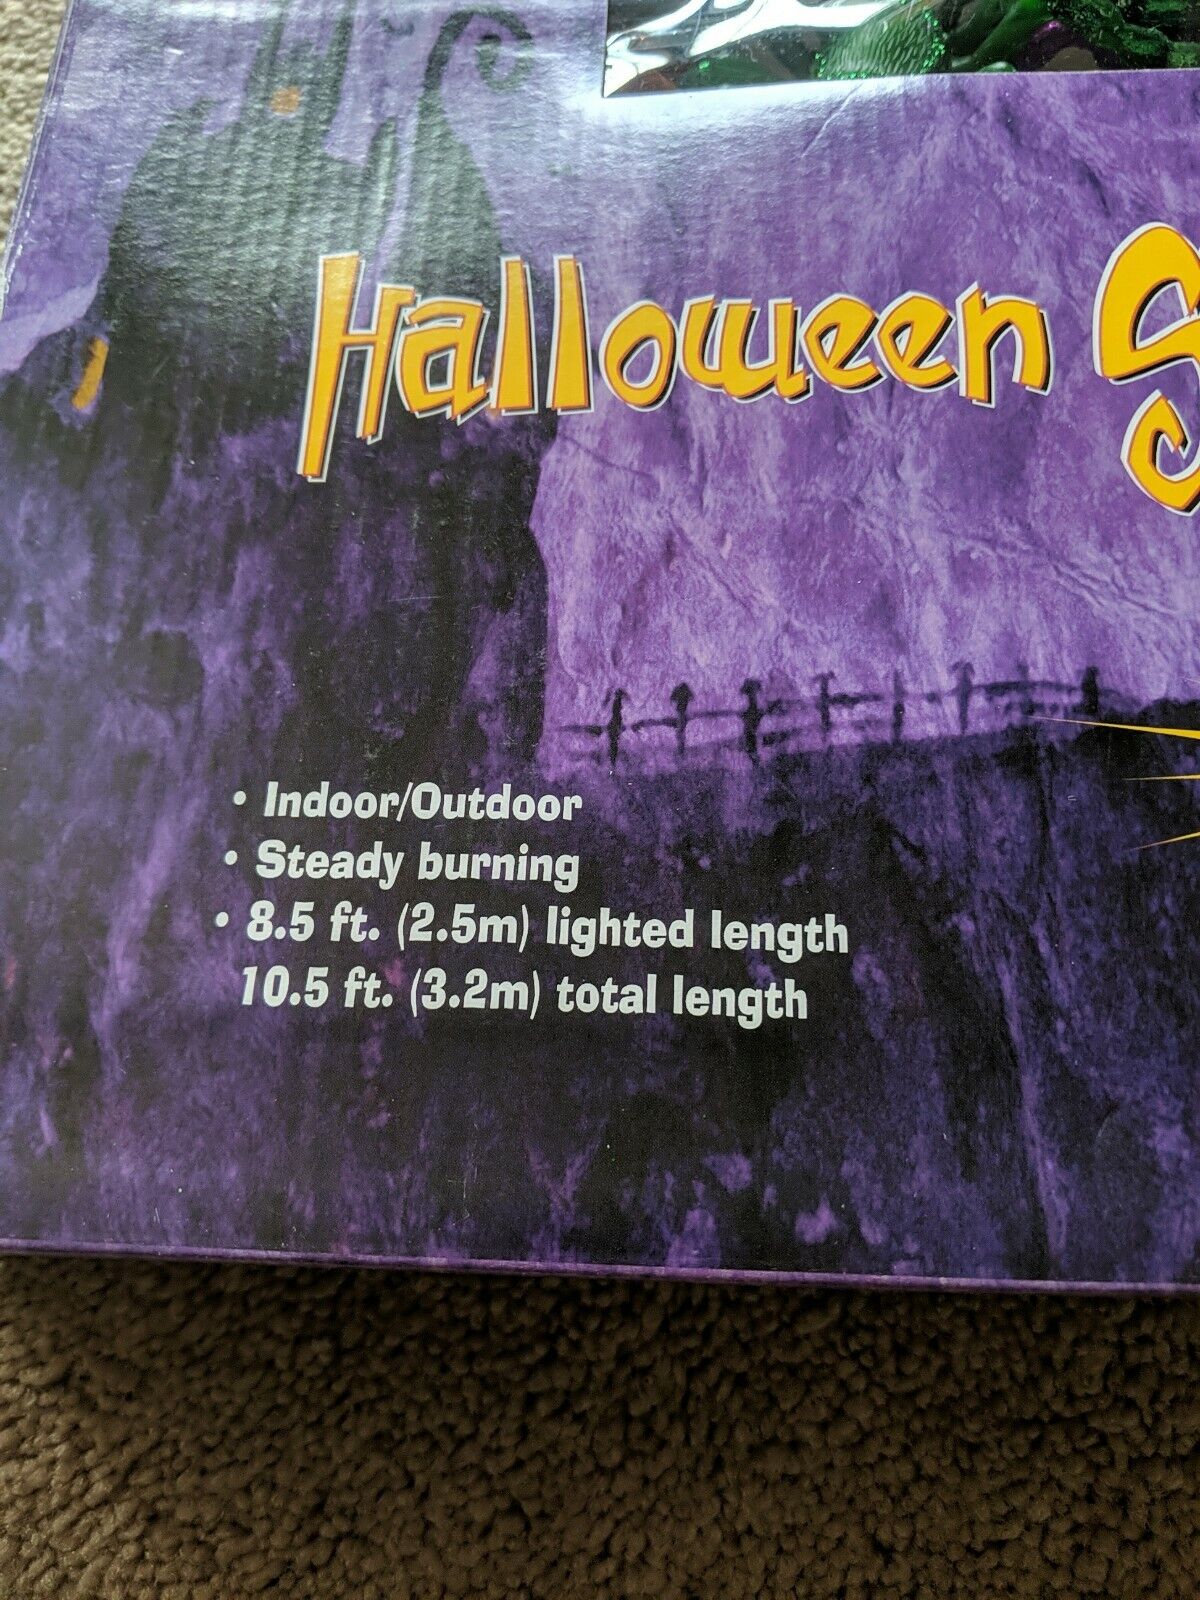 Halloween S
• Indoor/Outdoor
• Steady burning
• 8.5 ft. (2.5m) lighted length
10.5 ft. (3.2m) total length